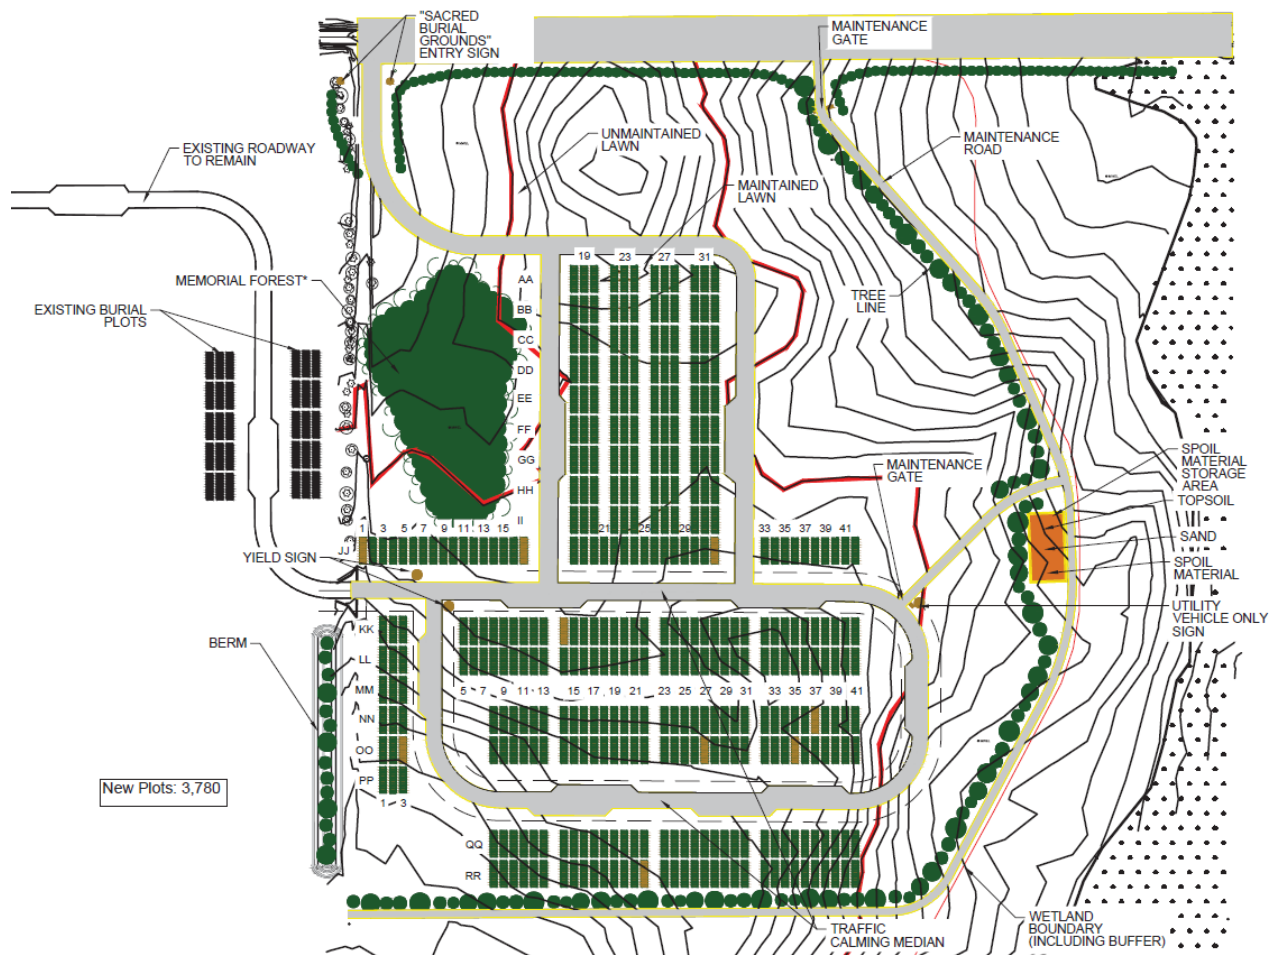 "SACRED
BURIAL
GROUNDS"
ENTRY SIGN
MAINTENANCE
GATE
EXISTING ROADWAY
TO REMAIN
UNMAINTAINED
LAWN
MAINTENANCE
ROAD
MAINTAINED
LAWN
19 23 27 31
MEMORIAL FOREST*
AA
EXISTING BURIAL
PLOTS
BB
TREE
LINE
CC
DD
EE
FF
GG
HH
II
MAINTENANCE
GATE
SPOIL
MATERIAL
STORAGE
AREA
TOPSOIL
SAND
SPOIL
MATERIAL
1 3 5 7 9 11 13 15
21 25 29
33 35 37 39 41
JJ
YIELD SIGN
UTILITY
VEHICLE ONLY
SIGN
BERM
KK
LL
MM
5 7 9 11 13 15 17 19 21 23 25 27 29 31 33 35 37 39 41
NN
OO
PP
New Plots: 3,780
1 3
QQ
RR
WETLAND
BOUNDARY
(INCLUDING BUFFER)
TRAFFIC
CALMING MEDIAN